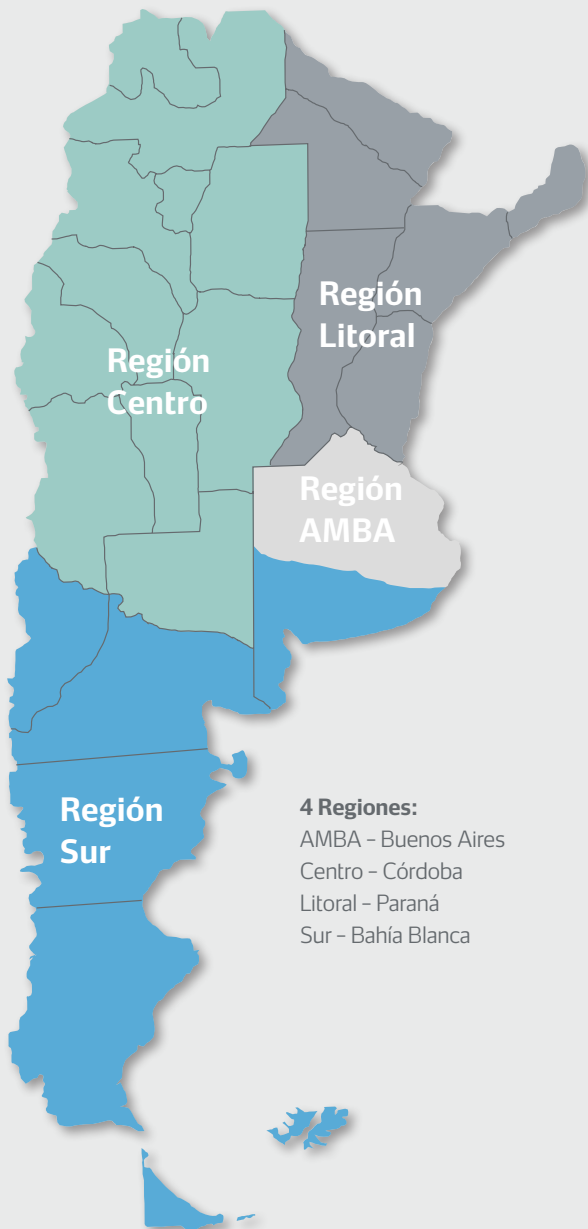 Región
Litoral
Región
Centro
Región
AMBA
Región
Sur
4 Regiones:
AMBA – Buenos Aires
Centro – Córdoba
Litoral – Paraná
Sur – Bahía Blanca